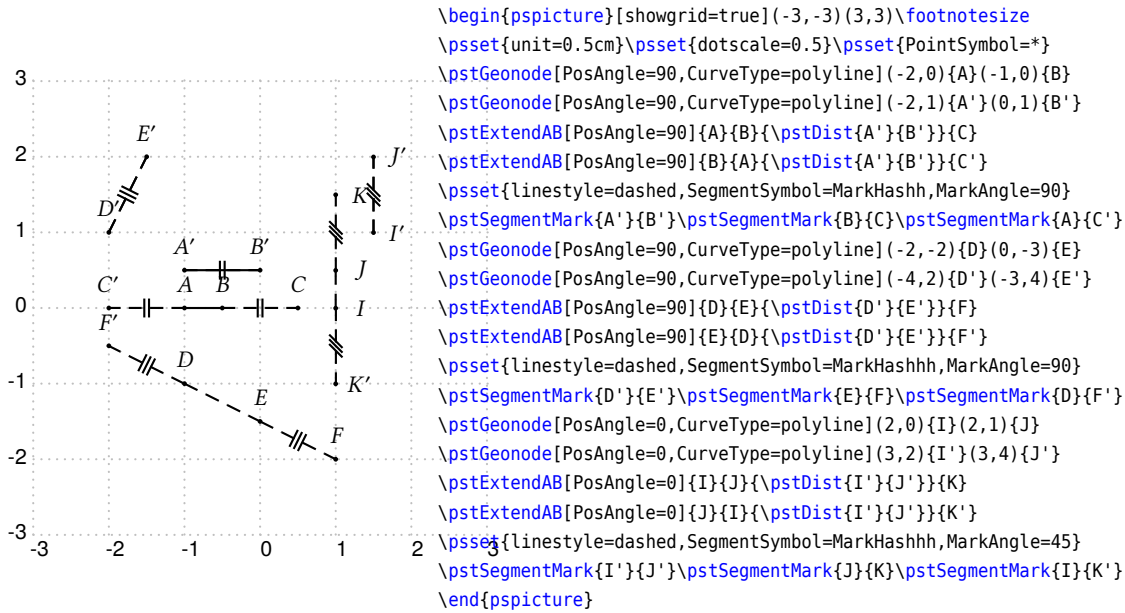 3
2
1
0
-1
-2
-3
-3 -2 -1 0 1 2 3
E′
D′
A′ B′
C′ A B C
F′
D
E
F
J′
K
I′
J
I
K′
\begin{pspicture}[showgrid=true](-3,-3)(3,3)\footnotesize
\psset{unit=0.5cm}\psset{dotscale=0.5}\psset{PointSymbol=*}
\pstGeonode[PosAngle=90,CurveType=polyline](-2,0){A}(-1,0){B}
\pstGeonode[PosAngle=90,CurveType=polyline](-2,1){A'}(0,1){B'}
\pstExtendAB[PosAngle=90]{A}{B}{\pstDist{A'}{B'}}{C}
\pstExtendAB[PosAngle=90]{B}{A}{\pstDist{A'}{B'}}{C'}
\psset{linestyle=dashed,SegmentSymbol=MarkHashh,MarkAngle=90}
\pstSegmentMark{A'}{B'}\pstSegmentMark{B}{C}\pstSegmentMark{A}{C'}
\pstGeonode[PosAngle=90,CurveType=polyline](-2,-2){D}(0,-3){E}
\pstGeonode[PosAngle=90,CurveType=polyline](-4,2){D'}(-3,4){E'}
\pstExtendAB[PosAngle=90]{D}{E}{\pstDist{D'}{E'}}{F}
\pstExtendAB[PosAngle=90]{E}{D}{\pstDist{D'}{E'}}{F'}
\psset{linestyle=dashed,SegmentSymbol=MarkHashhh,MarkAngle=90}
\pstSegmentMark{D'}{E'}\pstSegmentMark{E}{F}\pstSegmentMark{D}{F'}
\pstGeonode[PosAngle=0,CurveType=polyline](2,0){I}(2,1){J}
\pstGeonode[PosAngle=0,CurveType=polyline](3,2){I'}(3,4){J'}
\pstExtendAB[PosAngle=0]{I}{J}{\pstDist{I'}{J'}}{K}
\pstExtendAB[PosAngle=0]{J}{I}{\pstDist{I'}{J'}}{K'}
\psset{linestyle=dashed,SegmentSymbol=MarkHashhh,MarkAngle=45}
\pstSegmentMark{I'}{J'}\pstSegmentMark{J}{K}\pstSegmentMark{I}{K'}
\end{pspicture}